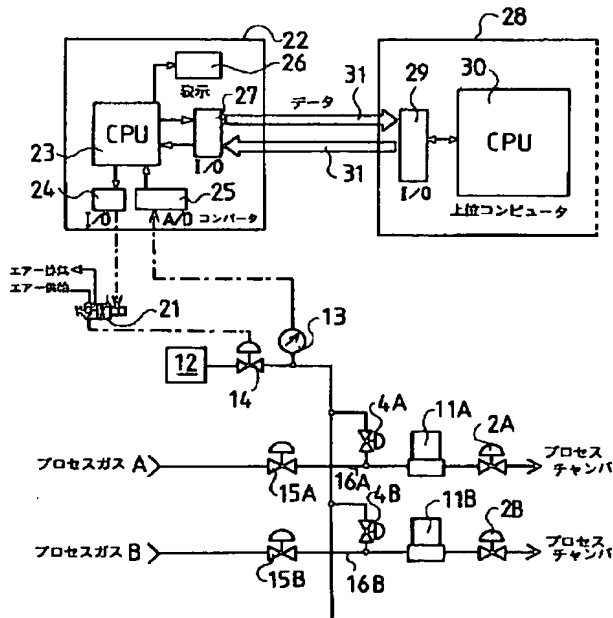 22
28
26
表示
27
データ
31
29
30
CPU
23
I/O
31
CPU
24
I/O
25
A/D コンバータ
I/O
上位コンピュータ
エアー
エアー供給
21
13
12
14
4A
11A
2A
プロセスガス A
15A
16A
プロセス
チャンバ
4B
11B
2B
プロセスガス B
15B
16B
プロセス
チャンバ